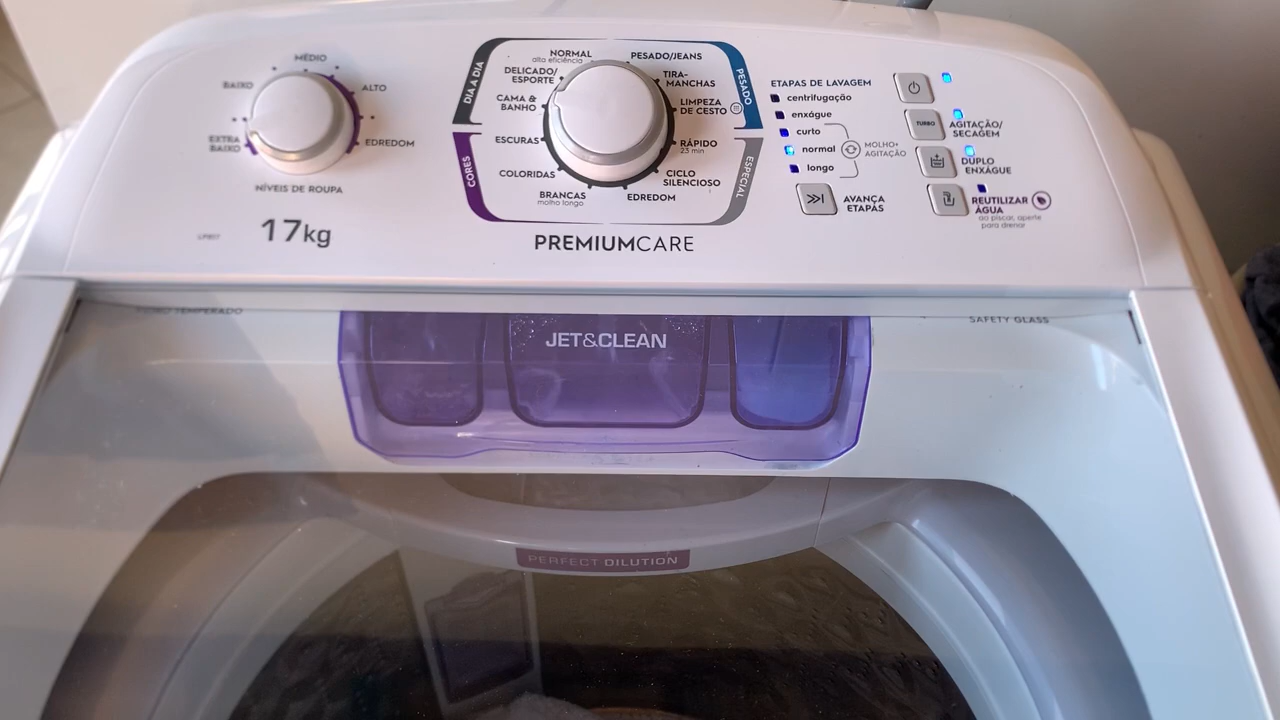 MÉDIO
BAIXO
ALTO
EXTRA
BAIXO
EDREDOM
NÍVEIS DE ROUPA
17kg
DIA A DIA
NORMAL
alta eficiência
DELICADO/
ESPORTE
CAMA &
BANHO
CORES
ESCURAS
COLORIDAS
BRANCAS
molho longo
PESADO
PESADO/JEANS
TIRA-
MANCHAS
LIMPEZA
DE CESTO
ESPECIAL
RÁPIDO
23 min
CICLO
SILENCIOSO
EDREDOM
PREMIUMCARE
ETAPAS DE LAVAGEM
centrifugação
enxágue
curto
normal
longo
MOLHO+
AGITAÇÃO
AVANÇA
ETAPAS
TURBO
AGITAÇÃO/
SECAGEM
DUPLO
ENXÁGUE
REUTILIZAR
ÁGUA
ao piscar, aperte
para drenar
TEMPERADO
SAFETY GLASS
JET&CLEAN
PERFECT DILUTION